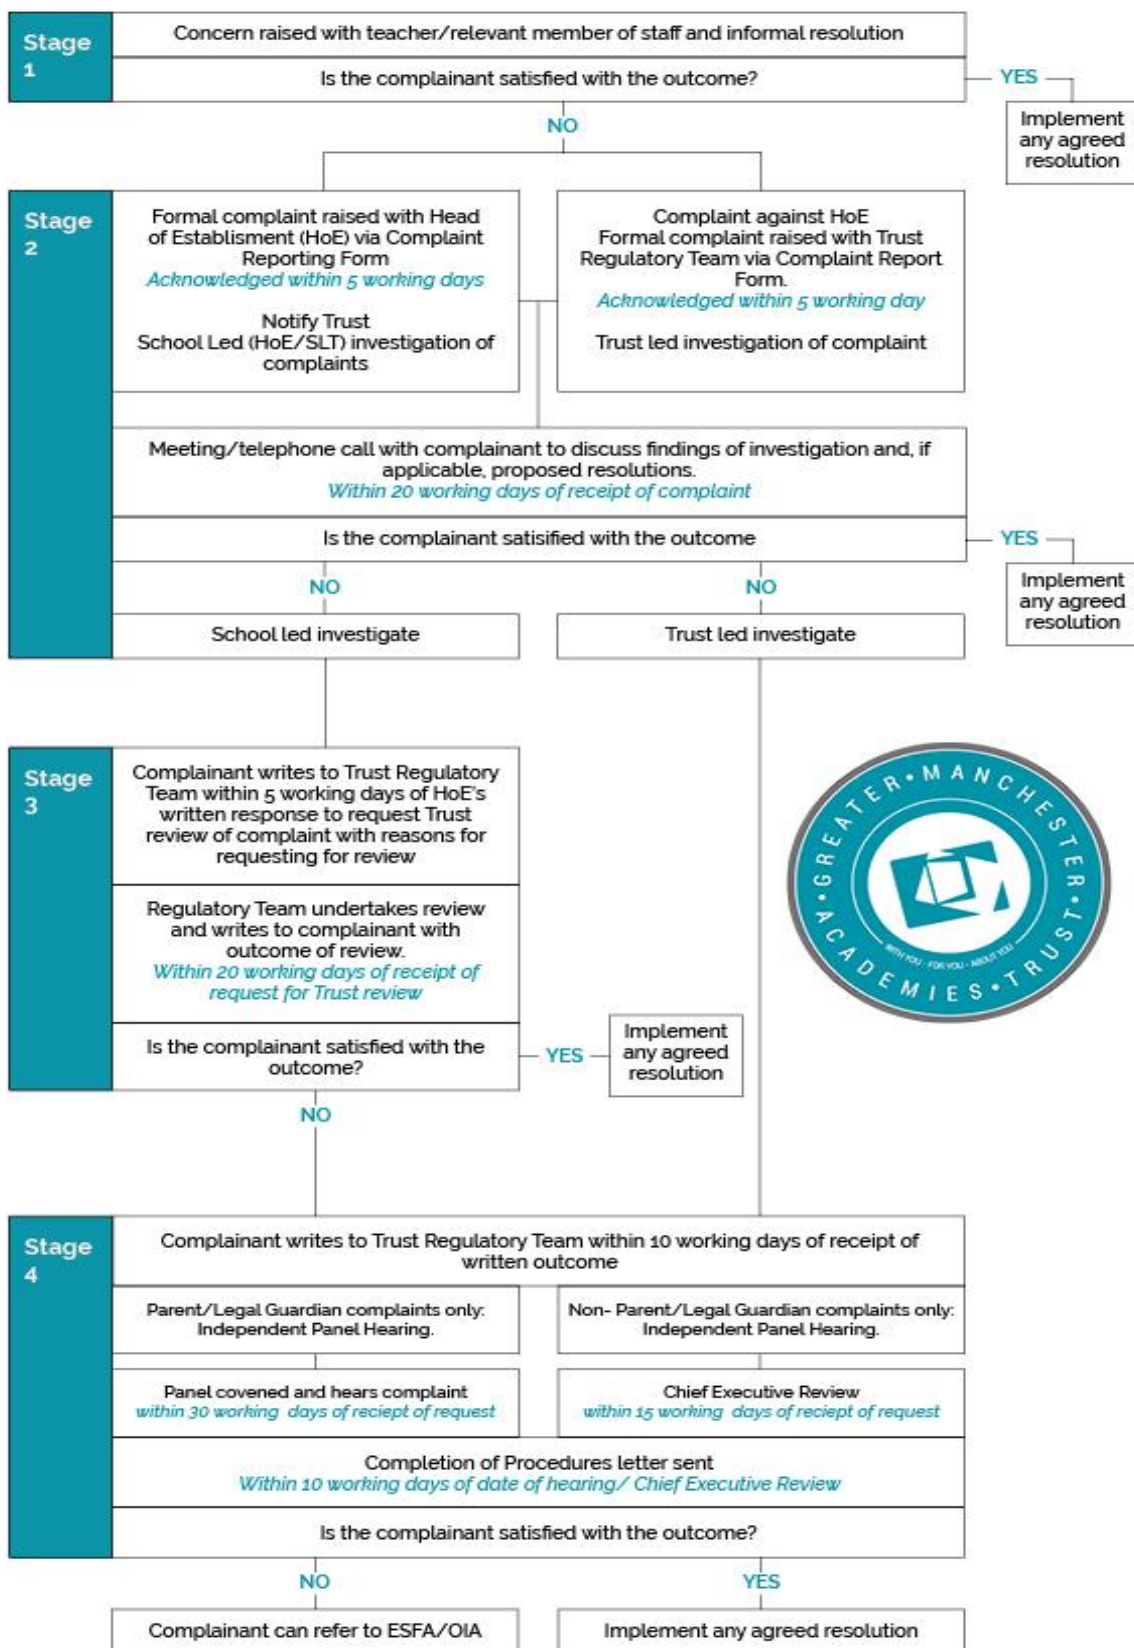 Stage
1
Concern raised with teacher/relevant member of staff and informal resolution
Is the complainant satisfied with the outcome?
YES
Implement
any agreed
resolution
NO
Stage
2
Formal complaint raised with Head
of Establisment (HoE) via Complaint
Reporting Form
Acknowledged within 5 working days
Notify Trust
School Led (HoE/SLT) investigation of
complaints
Complaint against HoE
Formal complaint raised with Trust
Regulatory Team via Complaint Report
Form.
Acknowledged within 5 working day
Trust led investigation of complaint
Meeting/telephone call with complainant to discuss findings of investigation and, if
applicable, proposed resolutions.
Within 20 working days of receipt of complaint
Is the complainant satisified with the outcome
YES
Implement
any agreed
resolution
NO
NO
School led investigate
Trust led investigate
Stage
3
Complainant writes to Trust Regulatory
Team within 5 working days of HoE's
written response to request Trust
review of complaint with reasons for
requesting for review
Regulatory Team undertakes review
and writes to complainant with
outcome of review.
Within 20 working days of receipt of
request for Trust review
Is the complainant satisfied with the
outcome?
YES
Implement
any agreed
resolution
NO
• GREATER • MANCHESTER
ACADEMIES • TRUST •
WITH YOU - FOR YOU - ABOUT YOU
Stage
4
Complainant writes to Trust Regulatory Team within 10 working days of receipt of
written outcome
Parent/Legal Guardian complaints only:
Independent Panel Hearing.
Non- Parent/Legal Guardian complaints only:
Independent Panel Hearing.
Panel covened and hears complaint
within 30 working days of reciept of request
Chief Executive Review
within 15 working days of reciept of request
Completion of Procedures letter sent
Within 10 working days of date of hearing/ Chief Executive Review
Is the complainant satisfied with the outcome?
NO
YES
Complainant can refer to ESFA/OIA
Implement any agreed resolution